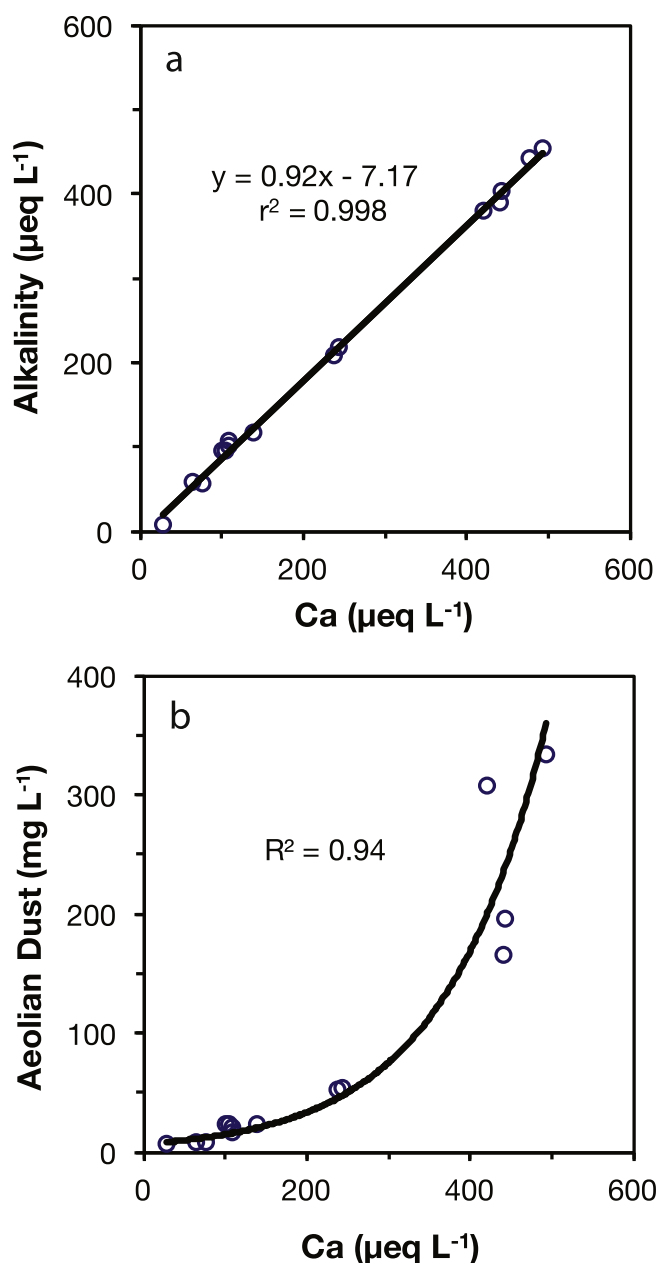 600
a
y = 0.92x - 7.17
r² = 0.998
400
Alkalinity (µeq L⁻¹)
200
0
0 200 400 600
Ca (µeq L⁻¹)
400
b
300
R² = 0.94
200
Aeolian Dust (mg L⁻¹)
100
0
0 200 400 600
Ca (µeq L⁻¹)